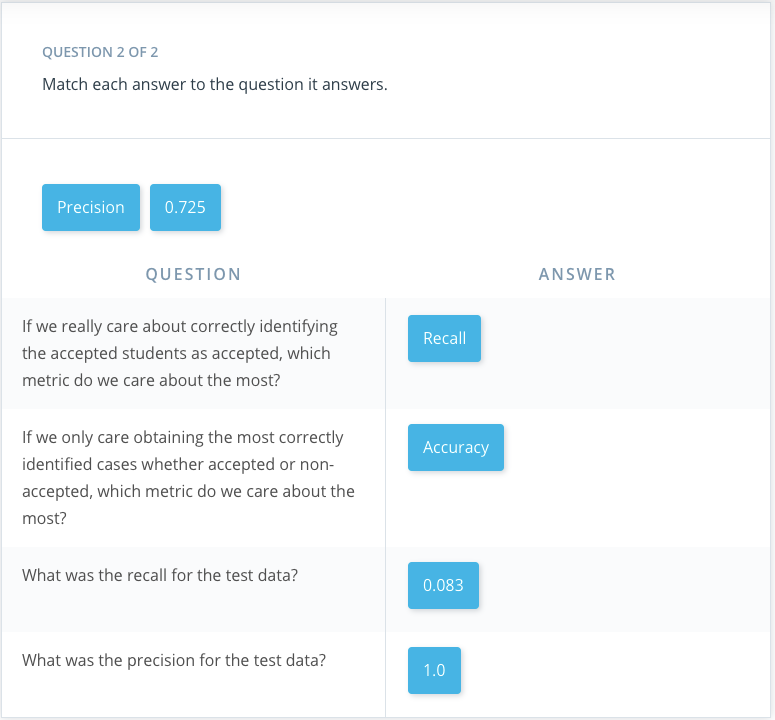 QUESTION 2 OF 2
Match each answer to the question it answers.
Precision
0.725
QUESTION
ANSWER
If we really care about correctly identifying
the accepted students as accepted, which
metric do we care about the most?
Recall
If we only care obtaining the most correctly
identified cases whether accepted or non-
accepted, which metric do we care about the
most?
Accuracy
What was the recall for the test data?
0.083
What was the precision for the test data?
1.0